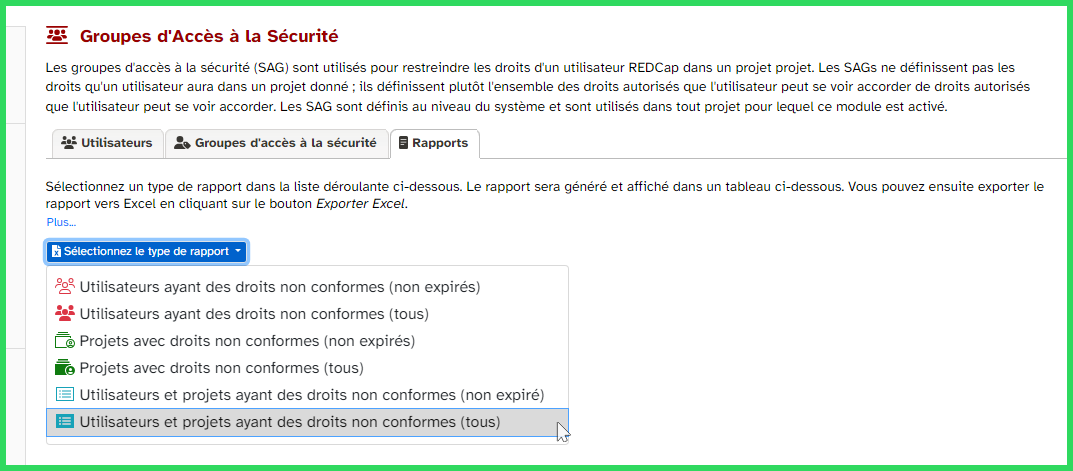 Groupes d'Accès à la Sécurité
Les groupes d'accès à la sécurité (SAG) sont utilisés pour restreindre les droits d'un utilisateur REDCap dans un projet projet. Les SAGs ne définissent pas les
droits qu'un utilisateur aura dans un projet donné ; ils définissent plutôt l'ensemble des droits autorisés que l'utilisateur peut se voir accorder de droits autorisés
que l'utilisateur peut se voir accorder. Les SAG sont définis au niveau du système et sont utilisés dans tout projet pour lequel ce module est activé.
Utilisateurs Groupes d'accès à la sécurité Rapports
Sélectionnez un type de rapport dans la liste déroulante ci-dessous. Le rapport sera généré et affiché dans un tableau ci-dessous. Vous pouvez ensuite exporter le
rapport vers Excel en cliquant sur le bouton Exporter Excel.
Plus...
Sélectionnez le type de rapport
Utilisateurs ayant des droits non conformes (non expirés)
Utilisateurs ayant des droits non conformes (tous)
Projets avec droits non conformes (non expirés)
Projets avec droits non conformes (tous)
Utilisateurs et projets ayant des droits non conformes (non expiré)
Utilisateurs et projets ayant des droits non conformes (tous)